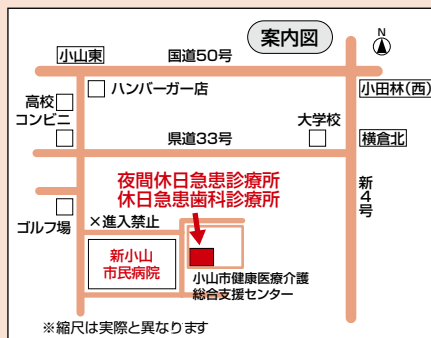 案内図
N
小山東
国道50号
ハンバーガー店
小田林(西)
高校
コンビニ
大学校
県道33号
横倉北
夜間休日急患診療所
休日急患歯科診療所
新4号
ゴルフ場
×進入禁止
新小山
市民病院
小山市健康医療介護
総合支援センター
※縮尺は実際と異なります